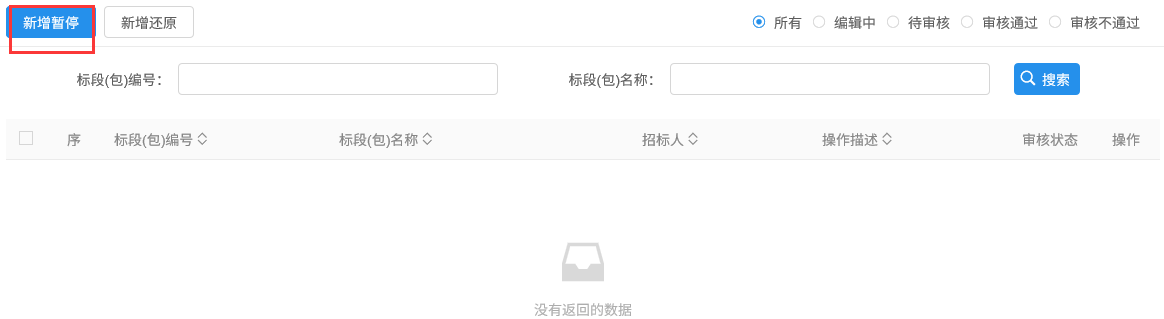 新增暂停 新增还原 所有 编辑中 待审核 审核通过 审核不通过
标段(包)编号： 标段(包)名称： 搜索
序 标段(包)编号 标段(包)名称 招标人 操作描述 审核状态 操作
没有返回的数据